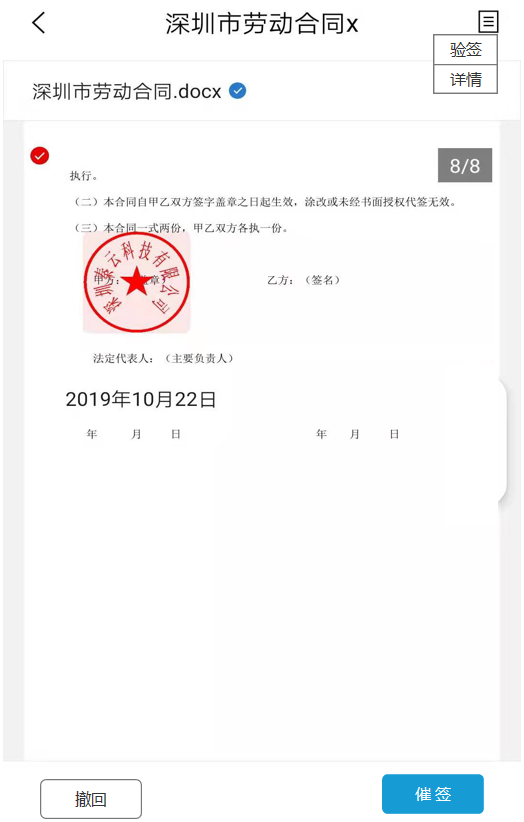 深圳市劳动合同x
验签
详情
深圳市劳动合同.docx
8/8
执行。
（二）本合同自甲乙双方签字盖章之日起生效，涂改或未经书面授权代签无效。
（三）本合同一式两份，甲乙双方各执一份。
甲方：（盖章） 乙方：（签名）
云科技有限公司
法定代表人：（主要负责人）
2019年10月22日
年 月 日 年 月 日
撤回
催签